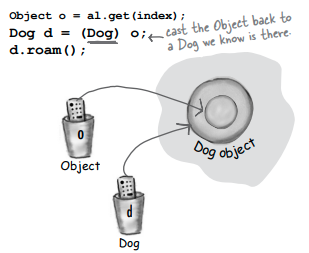 Object o = al.get(index);
Dog d = (Dog) o;
cast the Object back to
a Dog we know is there.
d.roam();
o
Object
Dog object
d
Dog